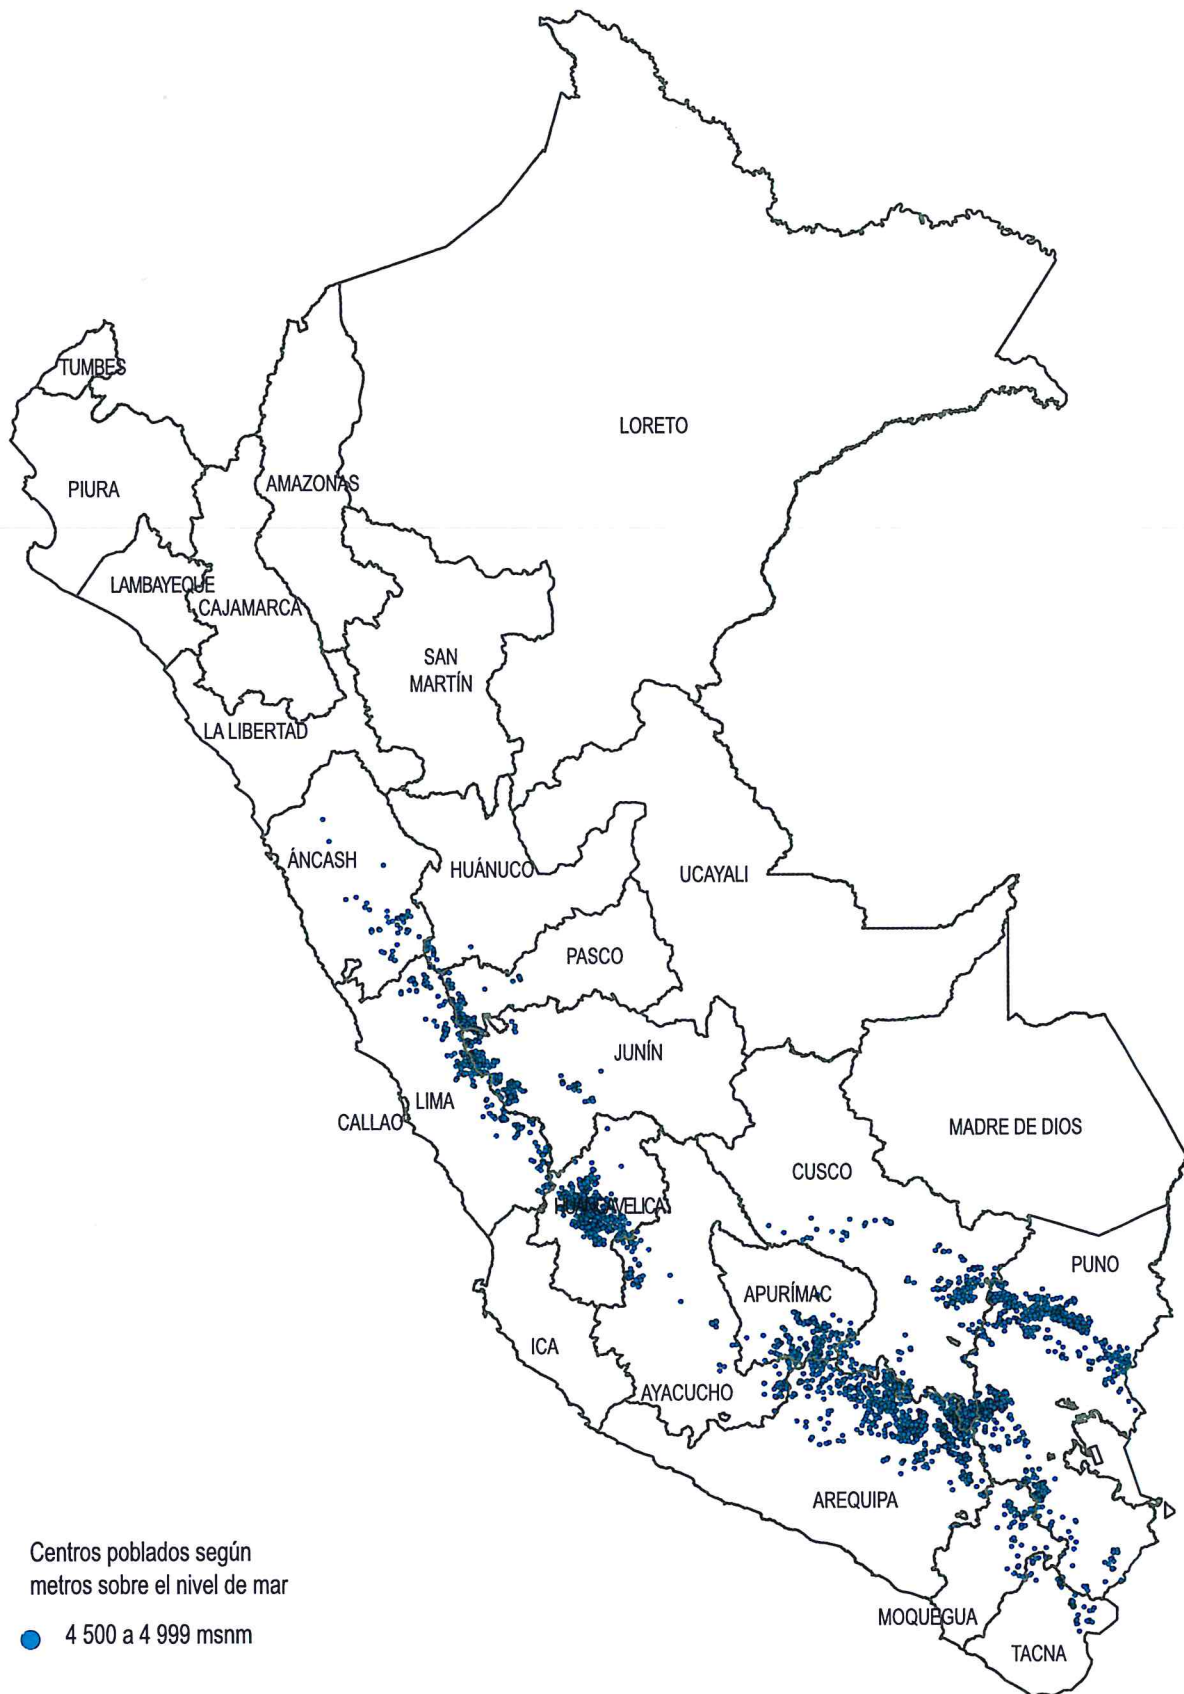 TUMBES
LORETO
PIURA
AMAZONAS
LAMBAYEQUE
CAJAMARCA
SAN
MARTÍN
LA LIBERTAD
ÁNCASH
HUÁNUCO
UCAYALI
PASCO
JUNÍN
LIMA
CALLAO
MADRE DE DIOS
CUSCO
HUANCAVELICA
PUNO
APURÍMAC
ICA
AYACUCHO
AREQUIPA
MOQUEGUA
TACNA
Centros poblados según
metros sobre el nivel de mar
4 500 a 4 999 msnm